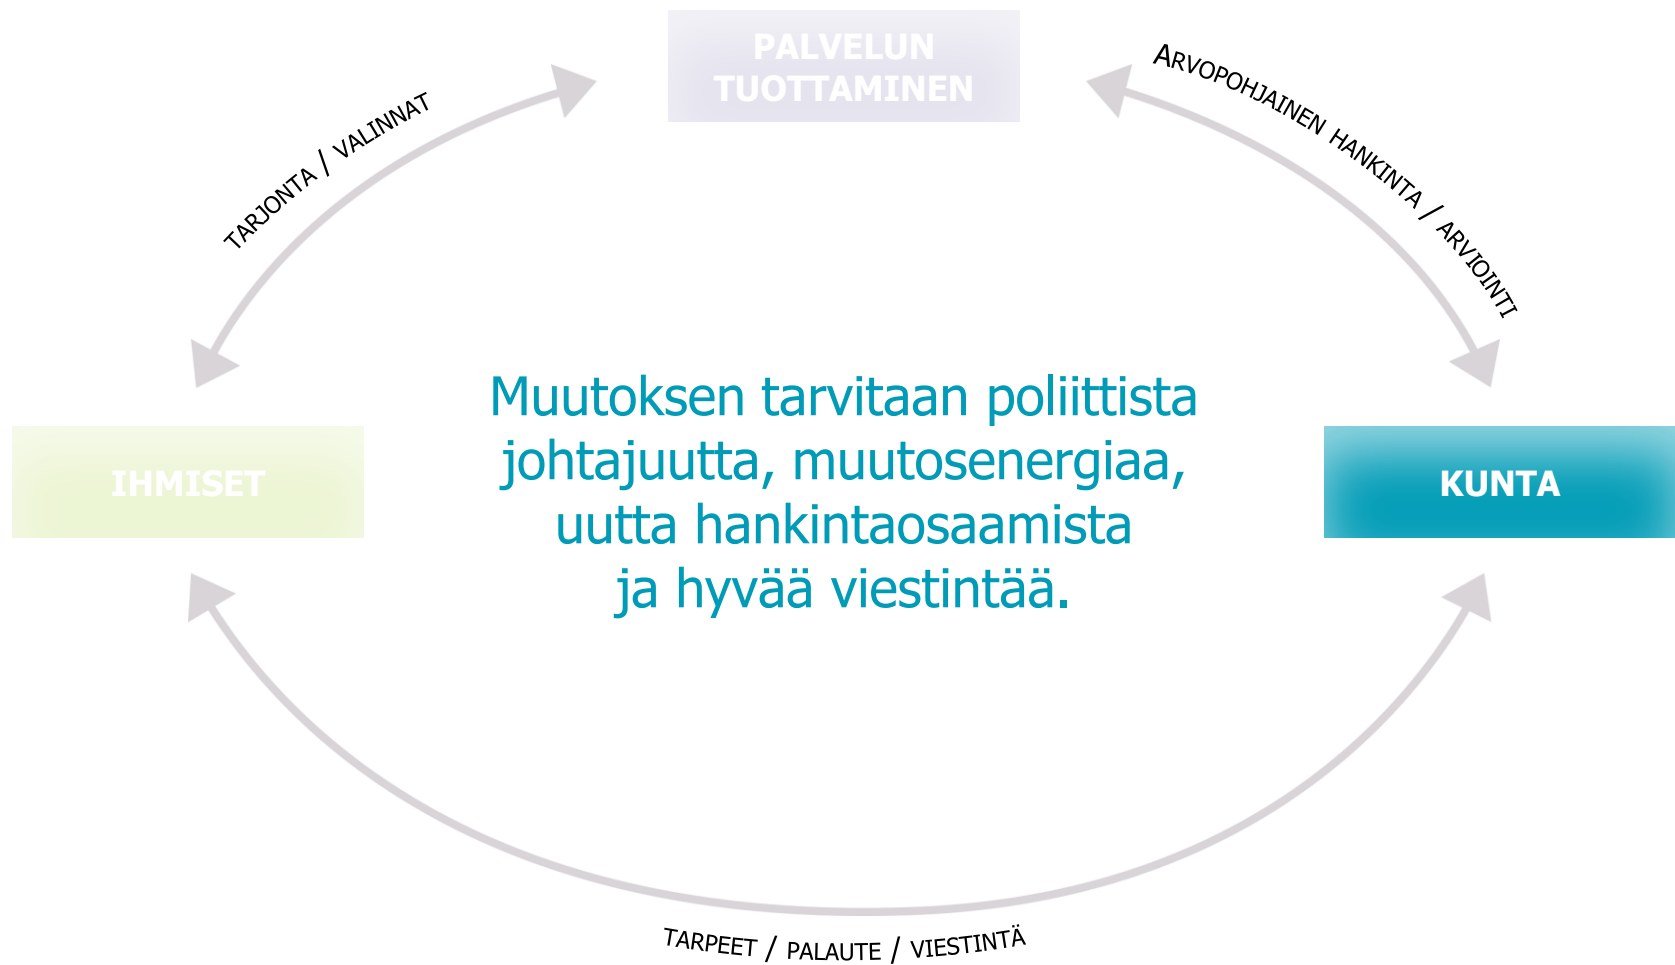 PALVELUN
TUOTTAMINEN
TARJONTA / VALINNAT
ARVOPOHJAINEN HANKINTA / ARVIOINTI
Muutoksen tarvitaan poliittista
johtajuutta, muutosenergiaa,
uutta hankintaosaamista
ja hyvää viestintää.
IHMISET
KUNTA
TARPEET / PALAUTE / VIESTINTÄ